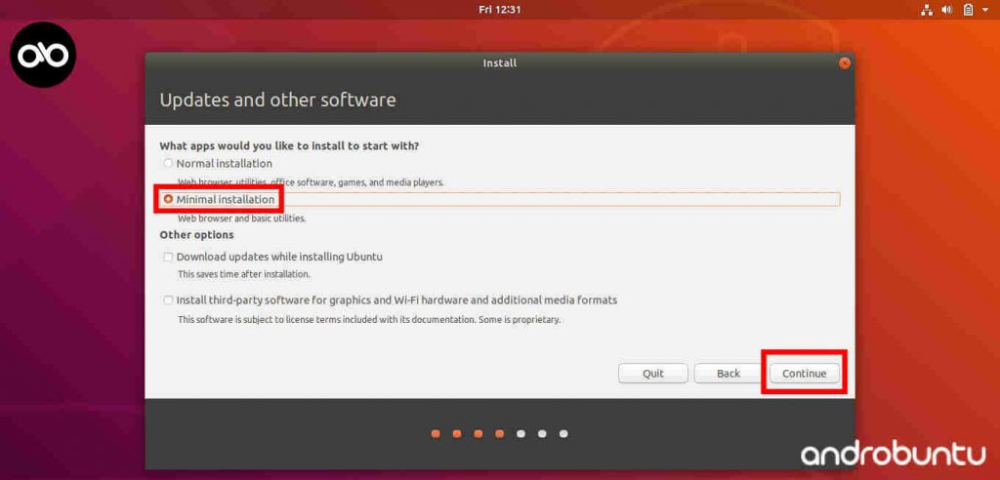 Fri 12:31
Install
Updates and other software
What apps would you like to install to start with?
Normal installation
Web browser, utilities, office software, games, and media players.
Minimal installation
Web browser and basic utilities.
Other options
Download updates while installing Ubuntu
This saves time after installation.
Install third-party software for graphics and Wi-Fi hardware and additional media formats
This software is subject to license terms included with its documentation. Some is proprietary.
Quit Back Continue
androbuntu